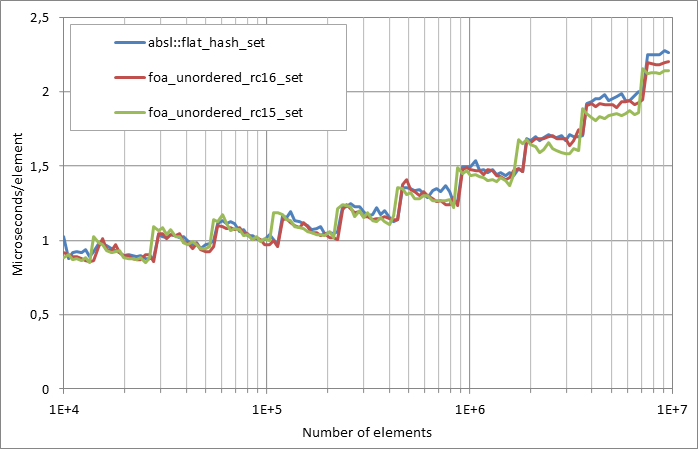 2,5
absl::flat_hash_set
foa_unordered_rc16_set
foa_unordered_rc15_set
2
1,5
1
0,5
0
Microseconds/element
1E+4 1E+5 1E+6 1E+7
Number of elements